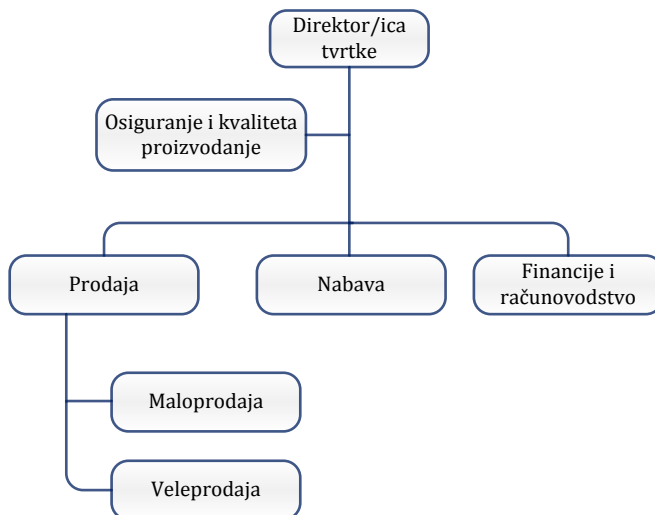 Direktor/ica
tvrtke
Osiguranje i kvaliteta
proizvodanje
Prodaja
Nabava
Financije i
računovodstvo
Maloprodaja
Veleprodaja